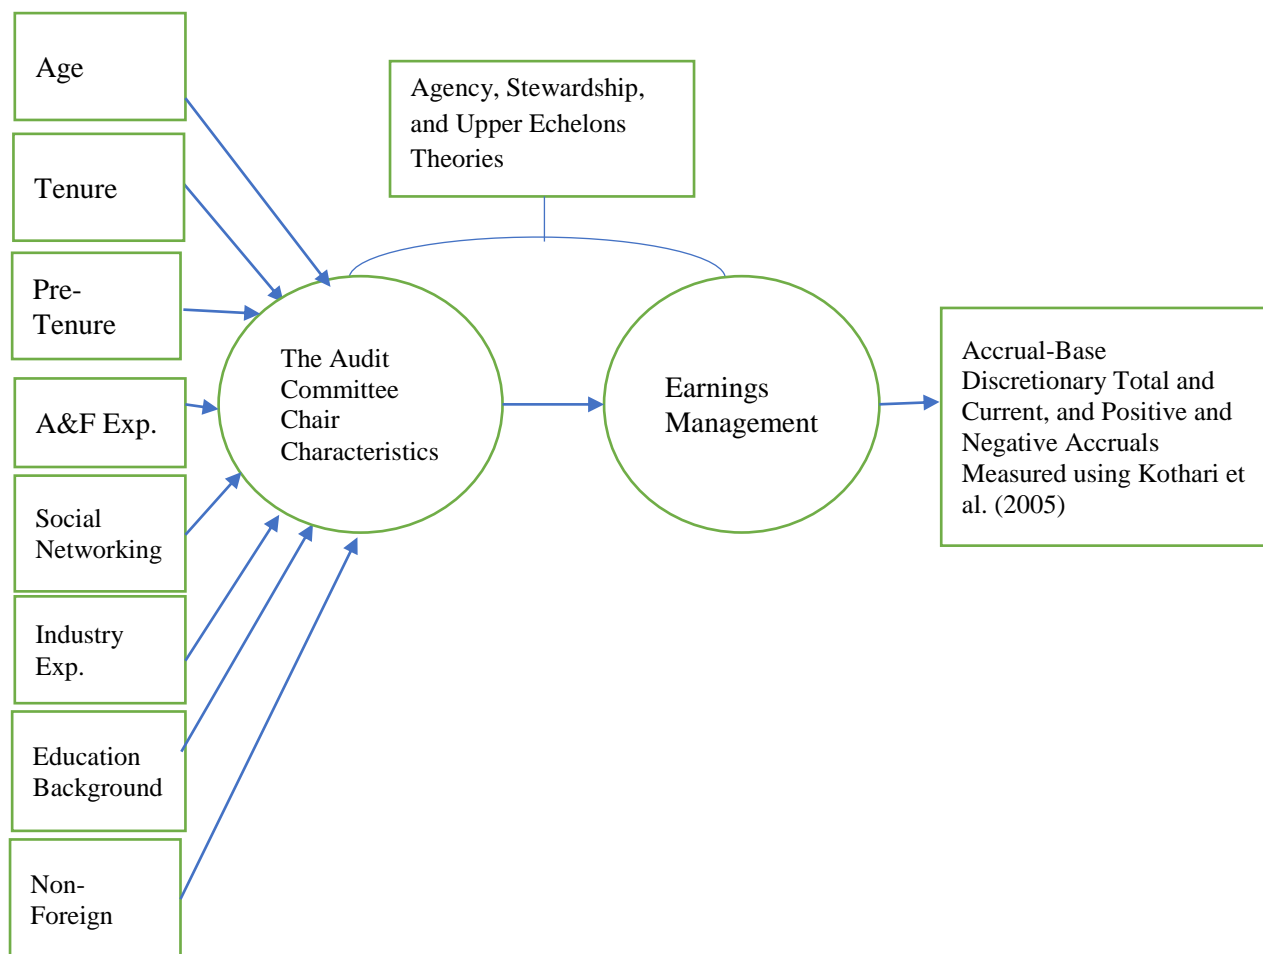 Age
Tenure
Pre-
Tenure
A&F Exp.
Social
Networking
Industry
Exp.
Education
Background
Non-
Foreign
Agency, Stewardship,
and Upper Echelons
Theories
The Audit
Committee
Chair
Characteristics
Earnings
Management
Accrual-Base
Discretionary Total and
Current, and Positive and
Negative Accruals
Measured using Kothari et
al. (2005)